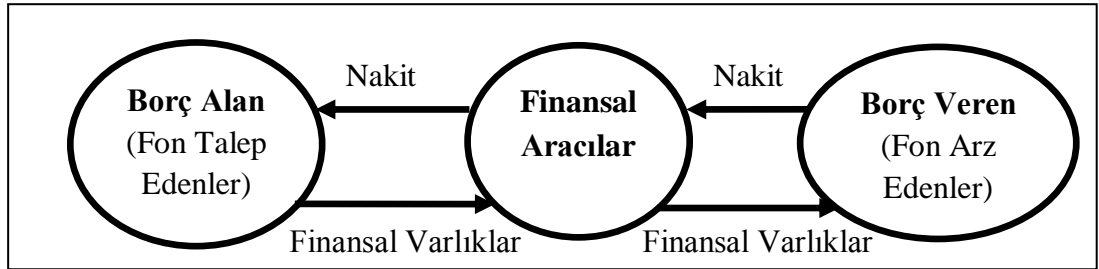 Nakit
Nakit
Borç Alan
(Fon Talep
Edenler)
Finansal
Aracılar
Borç Veren
(Fon Arz
Edenler)
Finansal Varlıklar
Finansal Varlıklar